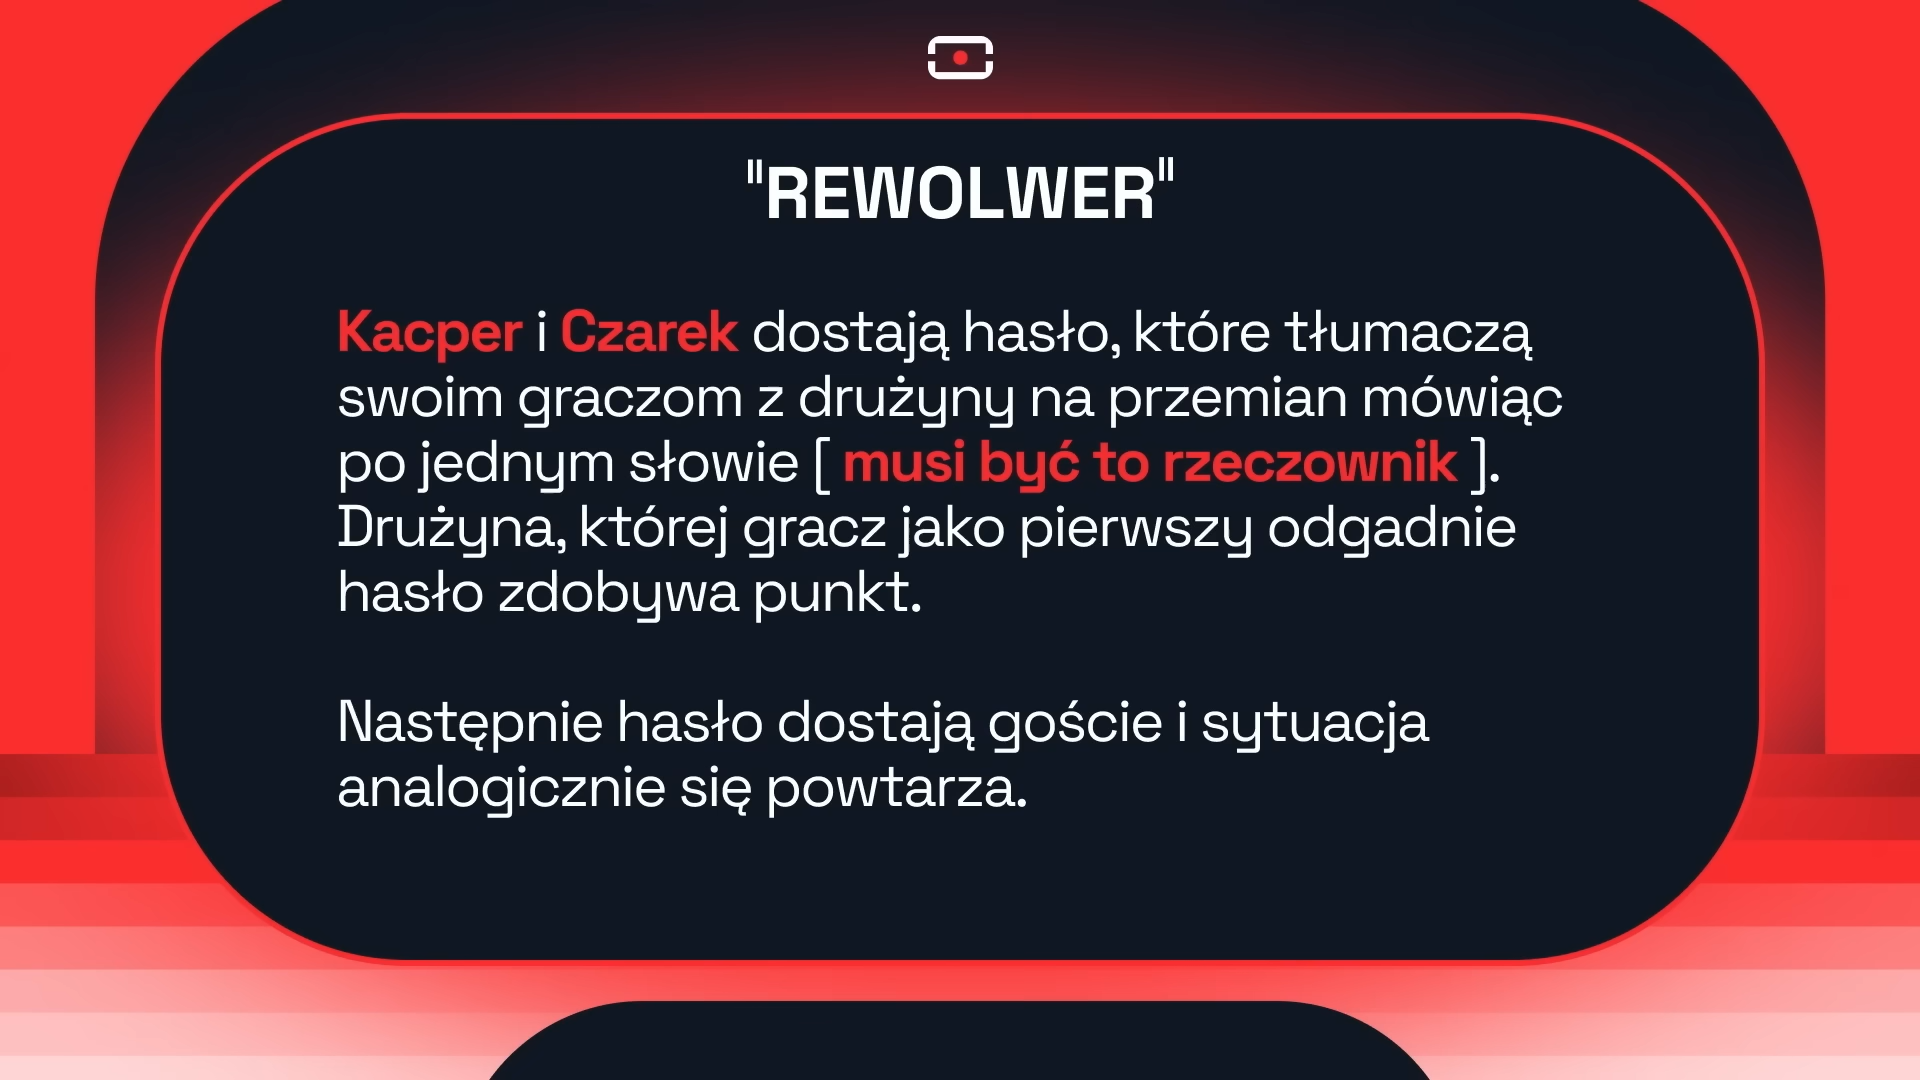 "REWOLWER"
Kacper i Czarek dostają hasło, które tłumaczą
swoim graczom z drużyny na przemian mówiąc
po jednym słowie [ musi być to rzeczownik ].
Drużyna, której gracz jako pierwszy odgadnie
hasło zdobywa punkt.
Następnie hasło dostają goście i sytuacja
analogicznie się powtarza.